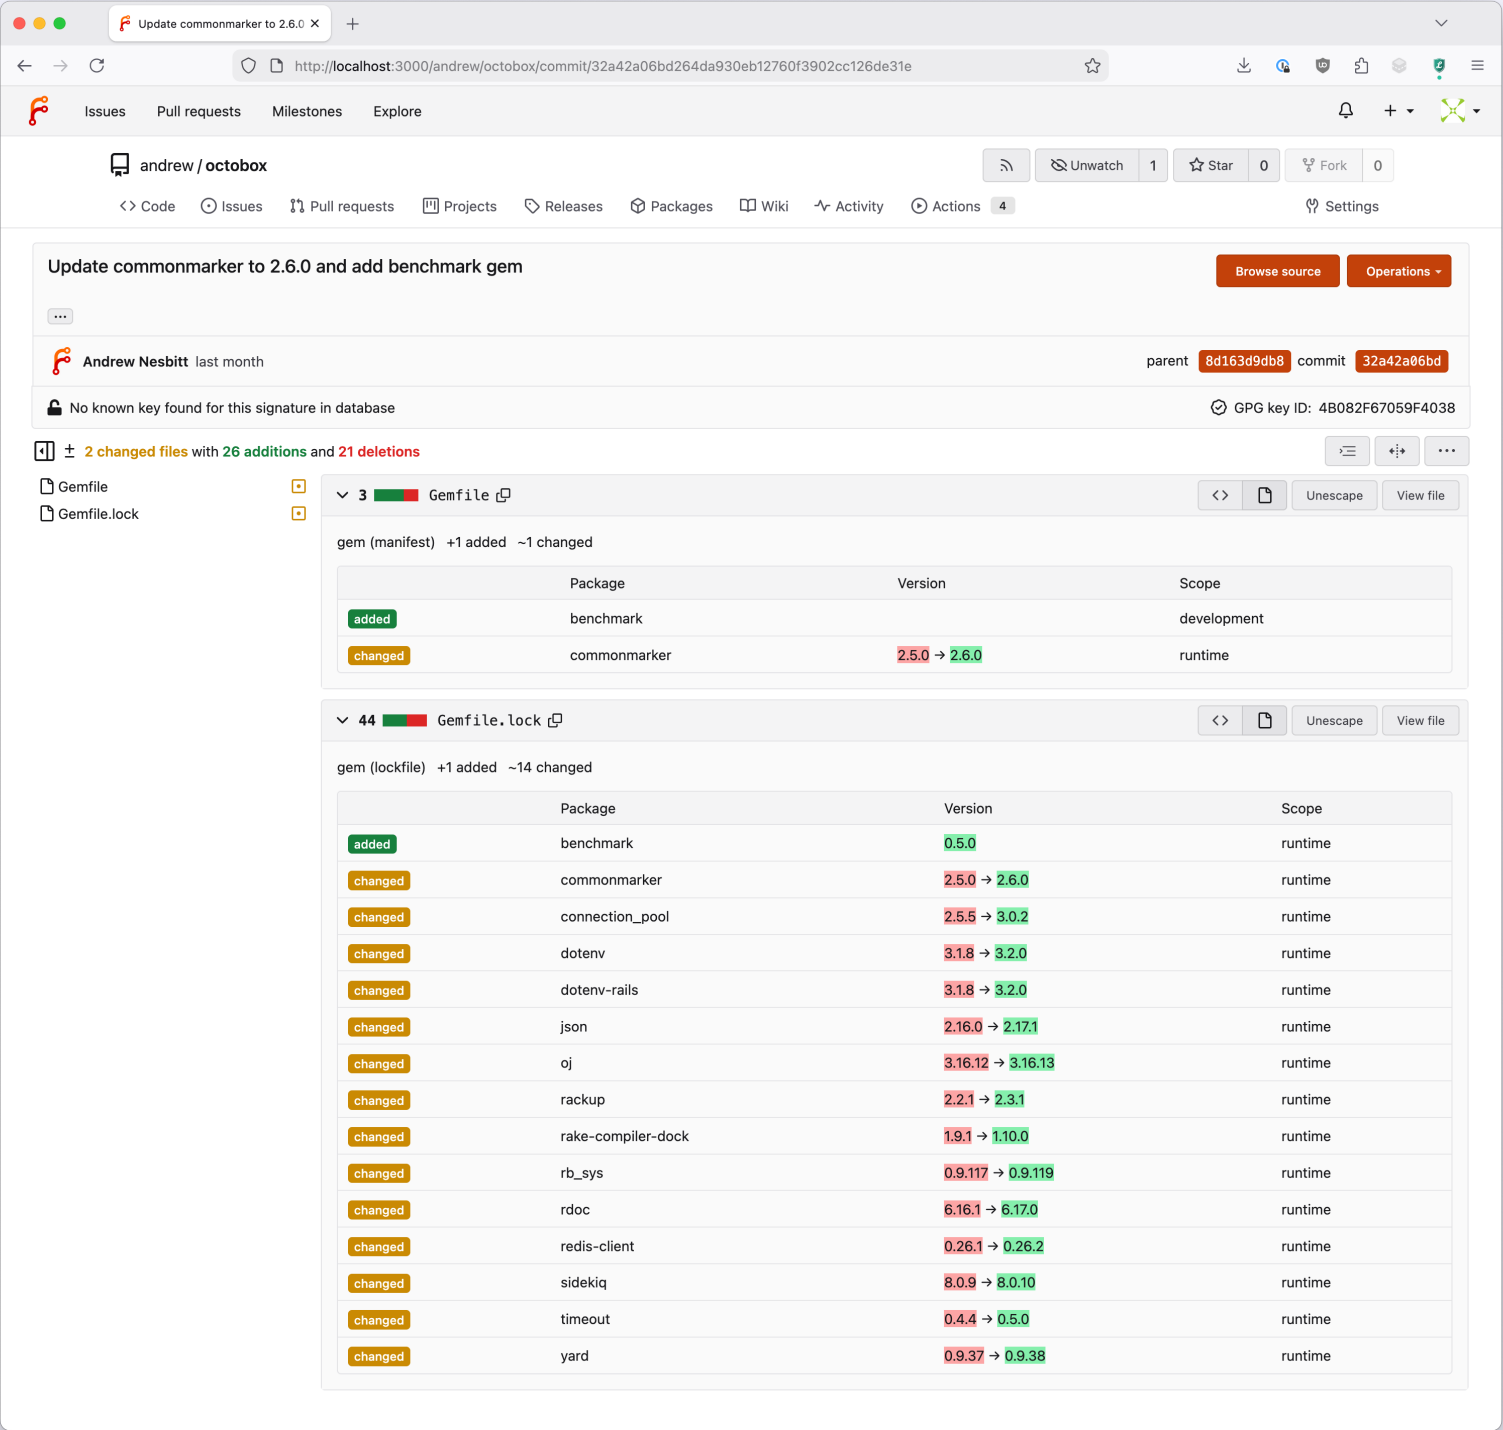 Update commonmarker to 2.6.0
http://localhost:3000/andrew/octobox/commit/32a42a06bd264da930eb12760f3902cc126de31e
Issues Pull requests Milestones Explore
andrew / octobox Unwatch 1 Star 0 Fork 0
Code Issues Pull requests Projects Releases Packages Wiki Activity Actions 4 Settings
Update commonmarker to 2.6.0 and add benchmark gem Browse source Operations
...
Andrew Nesbitt last month parent 8d163d9db8 commit 32a42a06bd
No known key found for this signature in database GPG key ID: 4B082F67059F4038
± 2 changed files with 26 additions and 21 deletions
Gemfile
Gemfile.lock
3 Gemfile <> Unescape View file
gem (manifest) +1 added ~1 changed
Package Version Scope
added benchmark development
changed commonmarker 2.5.0 → 2.6.0 runtime
44 Gemfile.lock <> Unescape View file
gem (lockfile) +1 added ~14 changed
Package Version Scope
added benchmark 0.5.0 runtime
changed commonmarker 2.5.0 → 2.6.0 runtime
changed connection_pool 2.5.5 → 3.0.2 runtime
changed dotenv 3.1.8 → 3.2.0 runtime
changed dotenv-rails 3.1.8 → 3.2.0 runtime
changed json 2.16.0 → 2.17.1 runtime
changed oj 3.16.12 → 3.16.13 runtime
changed rackup 2.2.1 → 2.3.1 runtime
changed rake-compiler-dock 1.9.1 → 1.10.0 runtime
changed rb_sys 0.9.117 → 0.9.119 runtime
changed rdoc 6.16.1 → 6.17.0 runtime
changed redis-client 0.26.1 → 0.26.2 runtime
changed sidekiq 8.0.9 → 8.0.10 runtime
changed timeout 0.4.4 → 0.5.0 runtime
changed yard 0.9.37 → 0.9.38 runtime